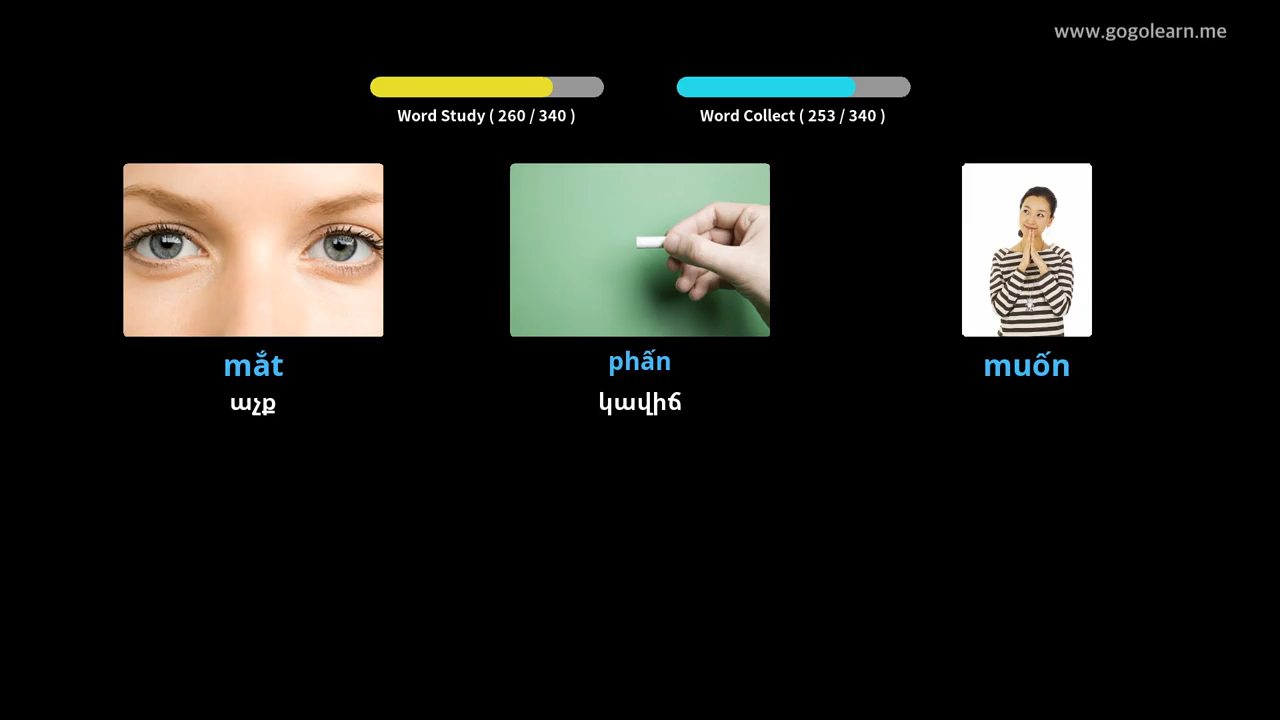 www.gogolearn.me
Word Study ( 260 / 340 )
Word Collect ( 253 / 340 )
mắt
phấn
muốn
աչք
կավիճ